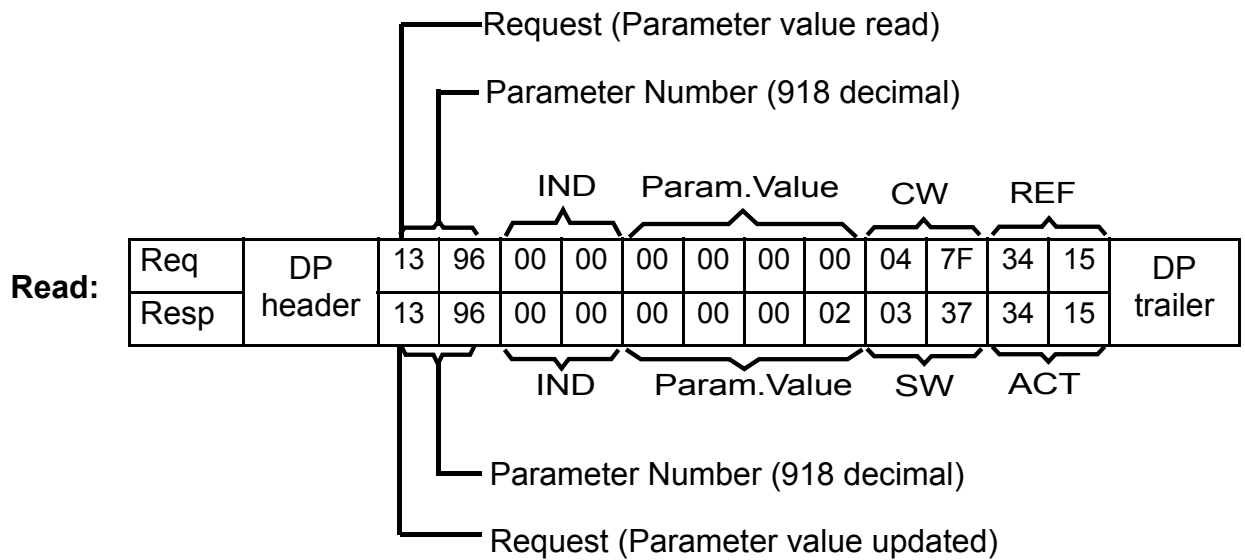 Request (Parameter value read)
Parameter Number (918 decimal)
IND Param.Value CW REF
Read:
Req DP header 13 96 00 00 00 00 00 00 04 7F 34 15 DP trailer
Resp 13 96 00 00 00 00 00 02 03 37 34 15
IND Param.Value SW ACT
Parameter Number (918 decimal)
Request (Parameter value updated)